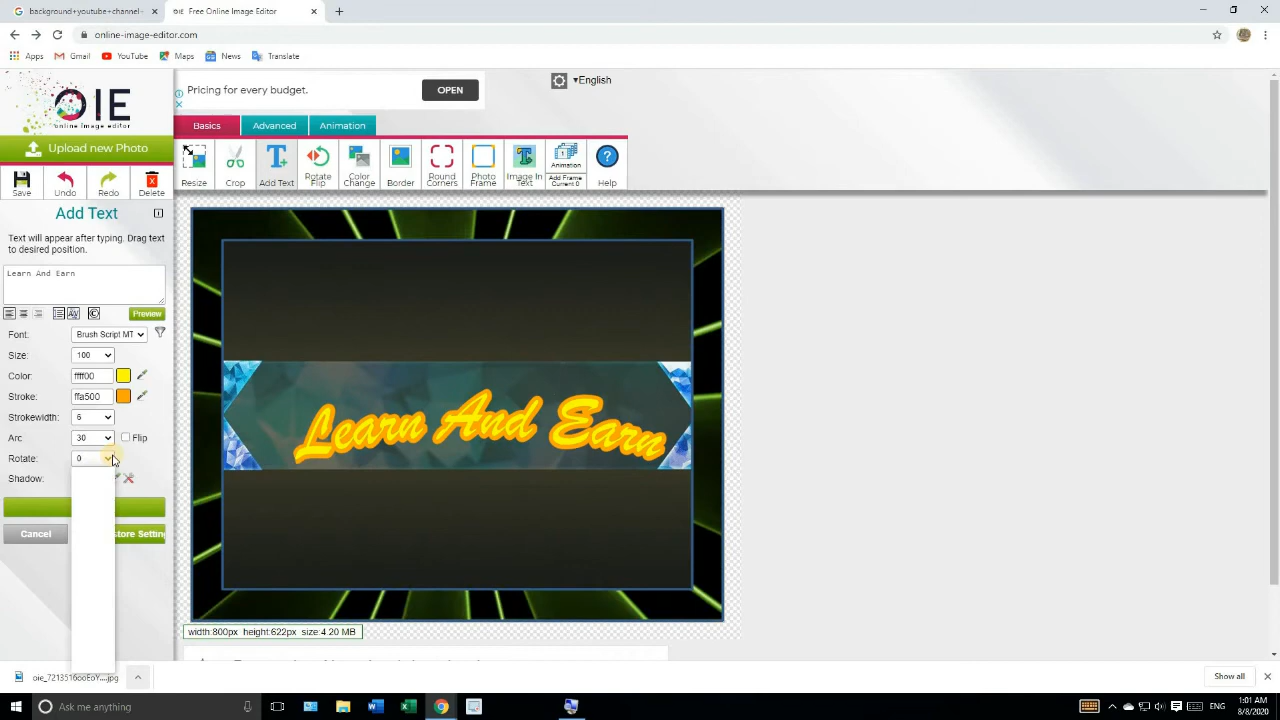 background+youtube+channel-
Free Online Image Editor
online-image-editor.com
Apps
Gmail
YouTube
Maps
News
Translate
OIE
online image editor
Pricing for every budget.
OPEN
▾English
Basics
Advanced
Animation
Upload new Photo
Save
Undo
Redo
Delete
Resize
Crop
Add Text
Rotate Flip
Color Change
Border
Round Corners
Photo Frame
Image In Text
Animation
Add Frame
Current 0
Help
Add Text
Text will appear after typing. Drag text
to desired position.
Learn And Earn
Preview
Font: Brush Script MT
Size: 100
Color: ffff00
Stroke: ffa500
Strokewidth: 6
Arc 30 Flip
Rotate: 0
Shadow:
Cancel
store Setting
Learn And Earn
width:800px height:622px size:4.20 MB
Show all
Ask me anything
ENG
1:01 AM
8/8/2020